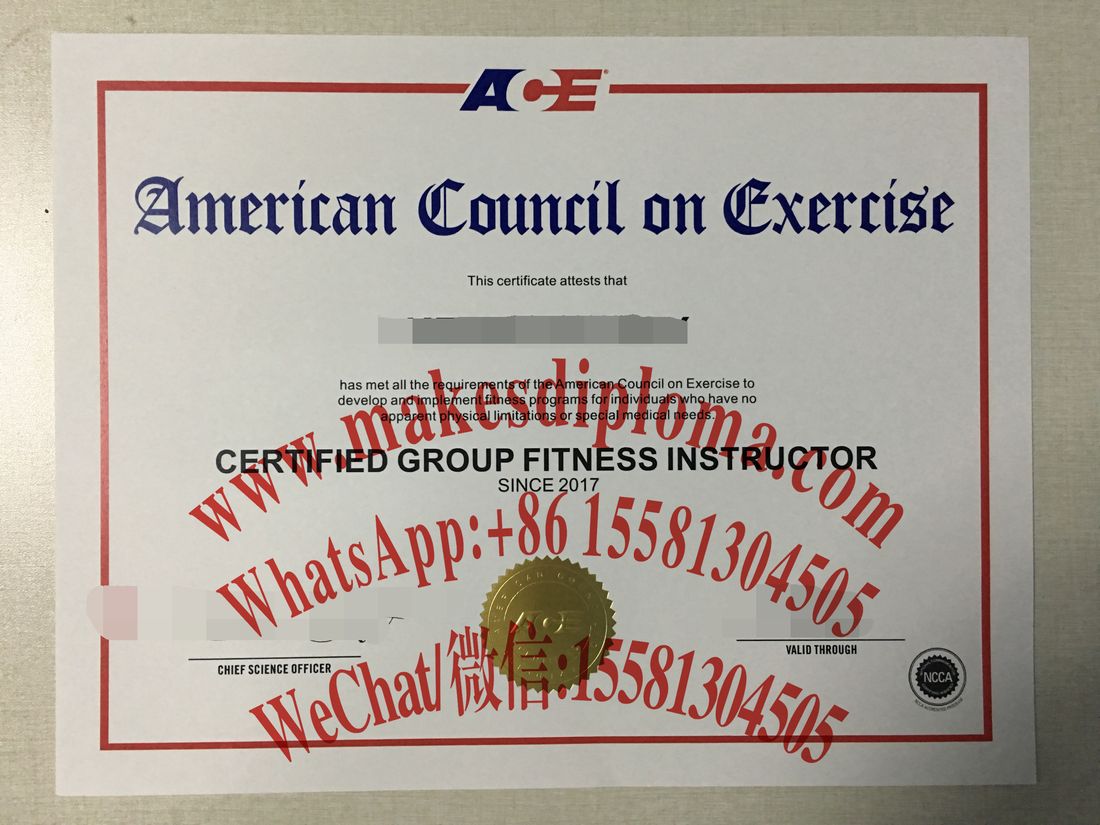 ACE
American Council on Exercise
This certificate attests that
has met all the requirements of the American Council on Exercise to
develop and implement fitness programs for individuals who have no
apparent physical limitations or special medical needs.
www.makesdiploma.com
CERTIFIED GROUP FITNESS INSTRUCTOR
SINCE 2017
WhatsApp:+86 15581304505
ACE
CHIEF SCIENCE OFFICER
VALID THROUGH
WeChat/微信:15581304505
NCCA